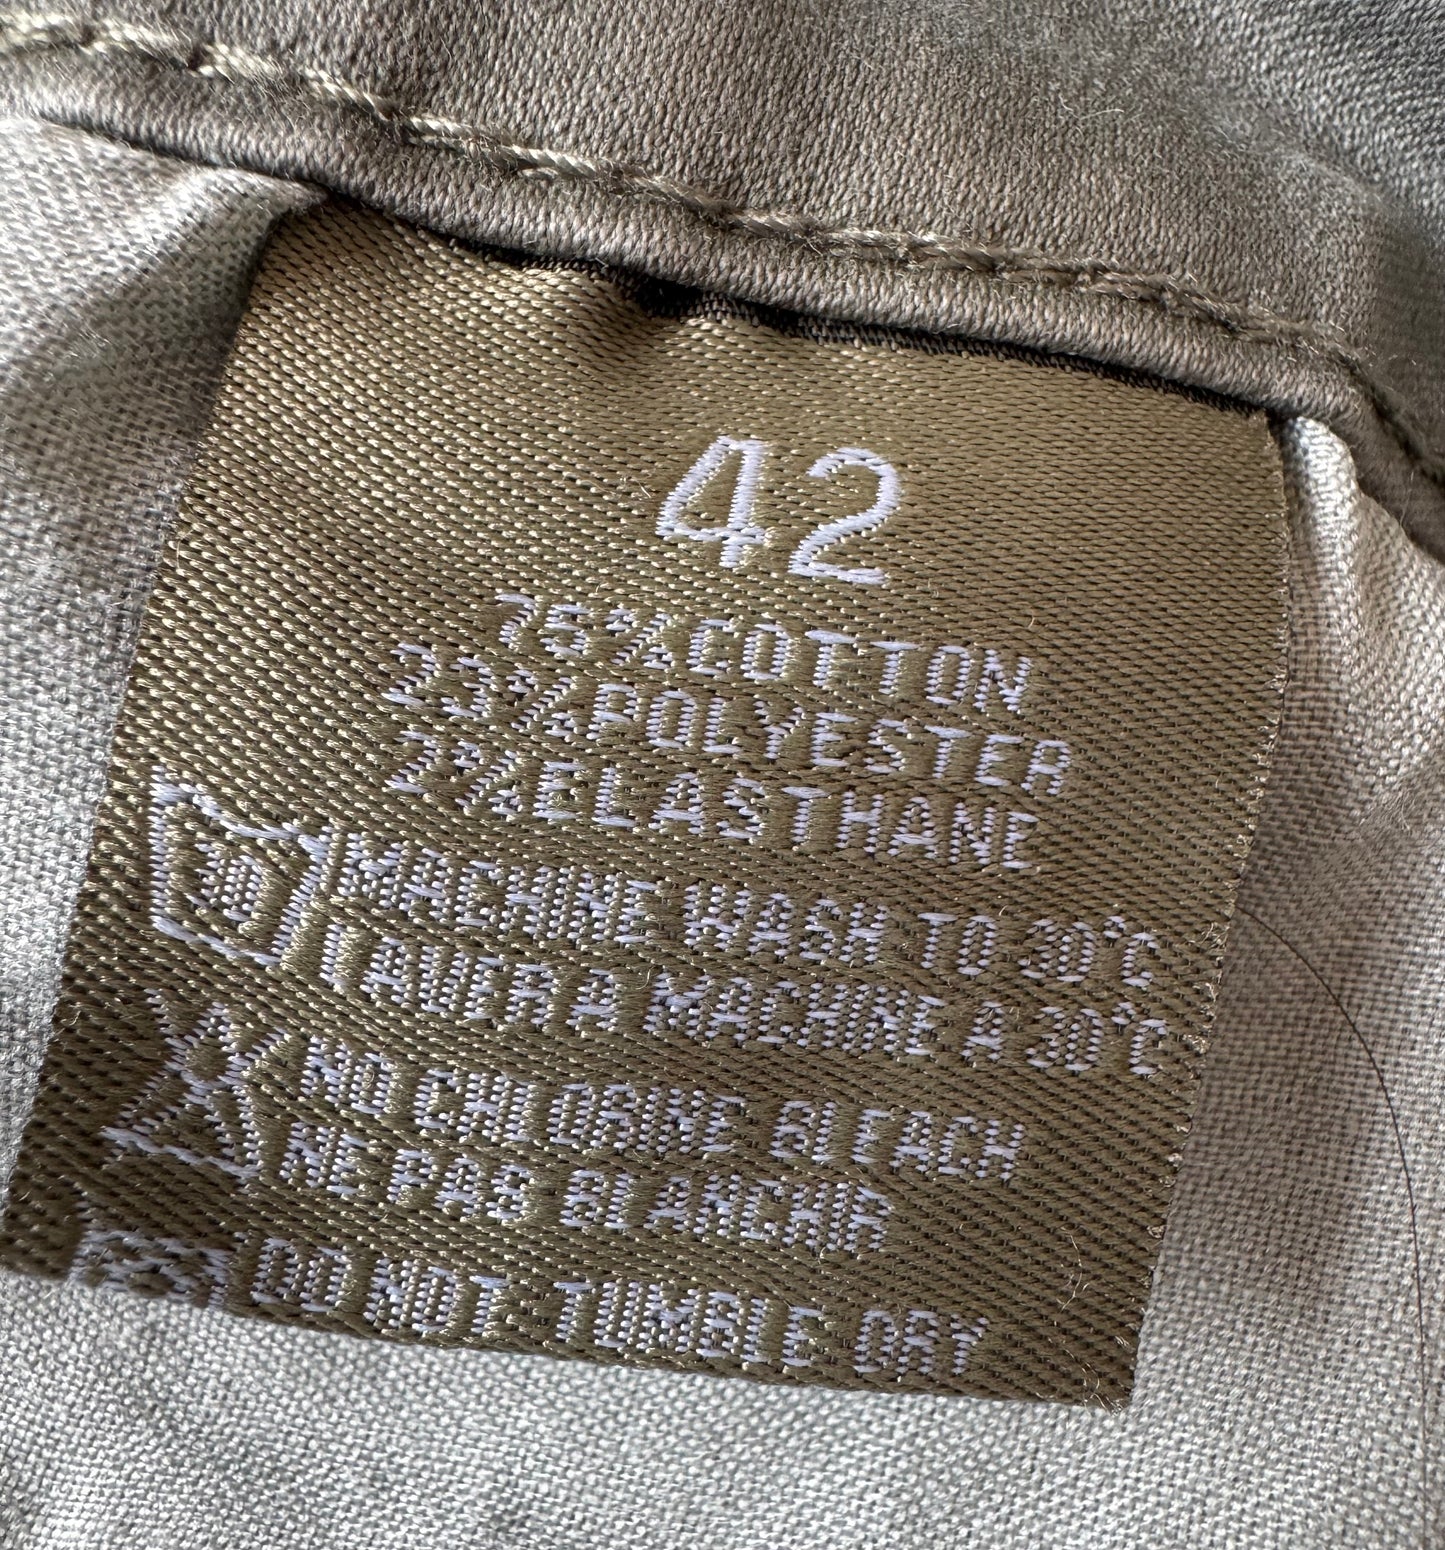 42
75%COTTON
23%POLYESTER
2%ELASTHANE
30 MACHINE WASH TO 30°C
LAVER A MACHINE A 30°C
NO CHLORINE BLEACH
NE PAS BLANCHIR
DO NOT TUMBLE DRY